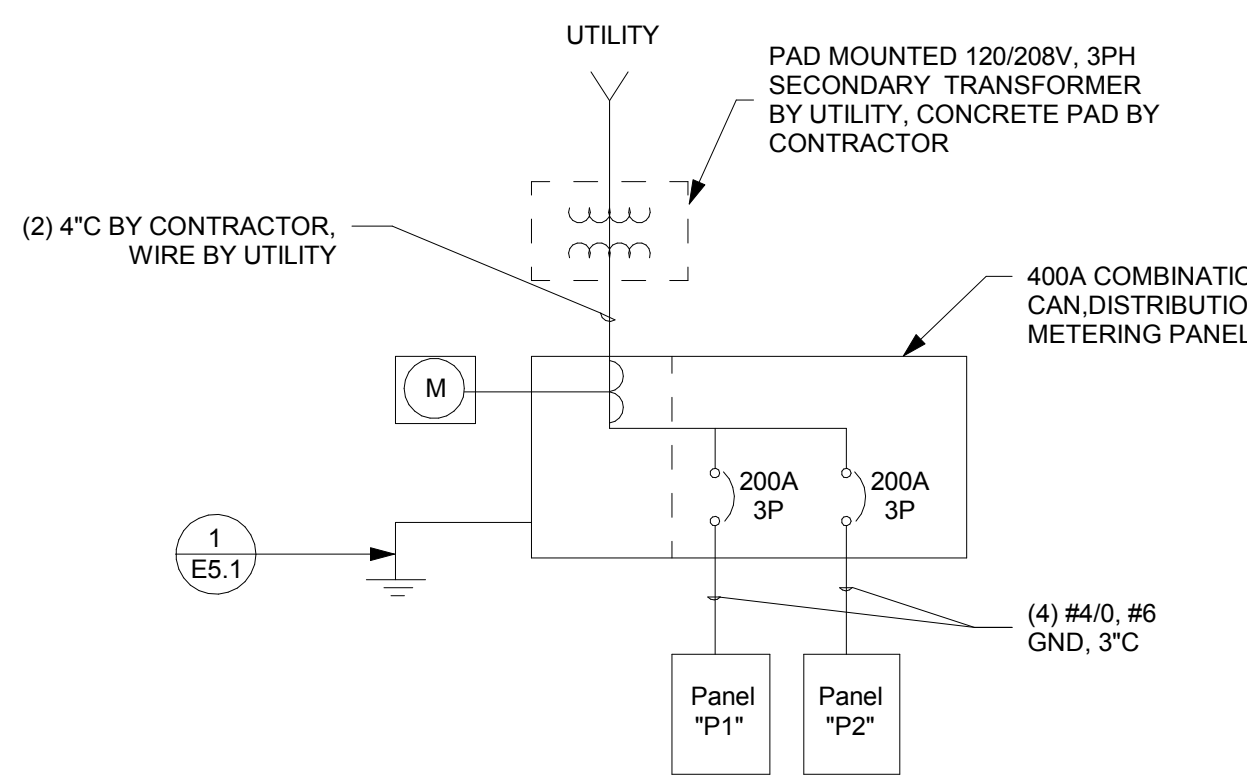 UTILITY
PAD MOUNTED 120/208V, 3PH
SECONDARY TRANSFORMER
BY UTILITY, CONCRETE PAD BY
CONTRACTOR
(2) 4"C BY CONTRACTOR,
WIRE BY UTILITY
400A
CAN,
METERING PANEL
M
200A
3P
200A
3P
1
E5.1
(4) #4/0, #6
GND, 3"C
Panel
"P1"
Panel
"P2"